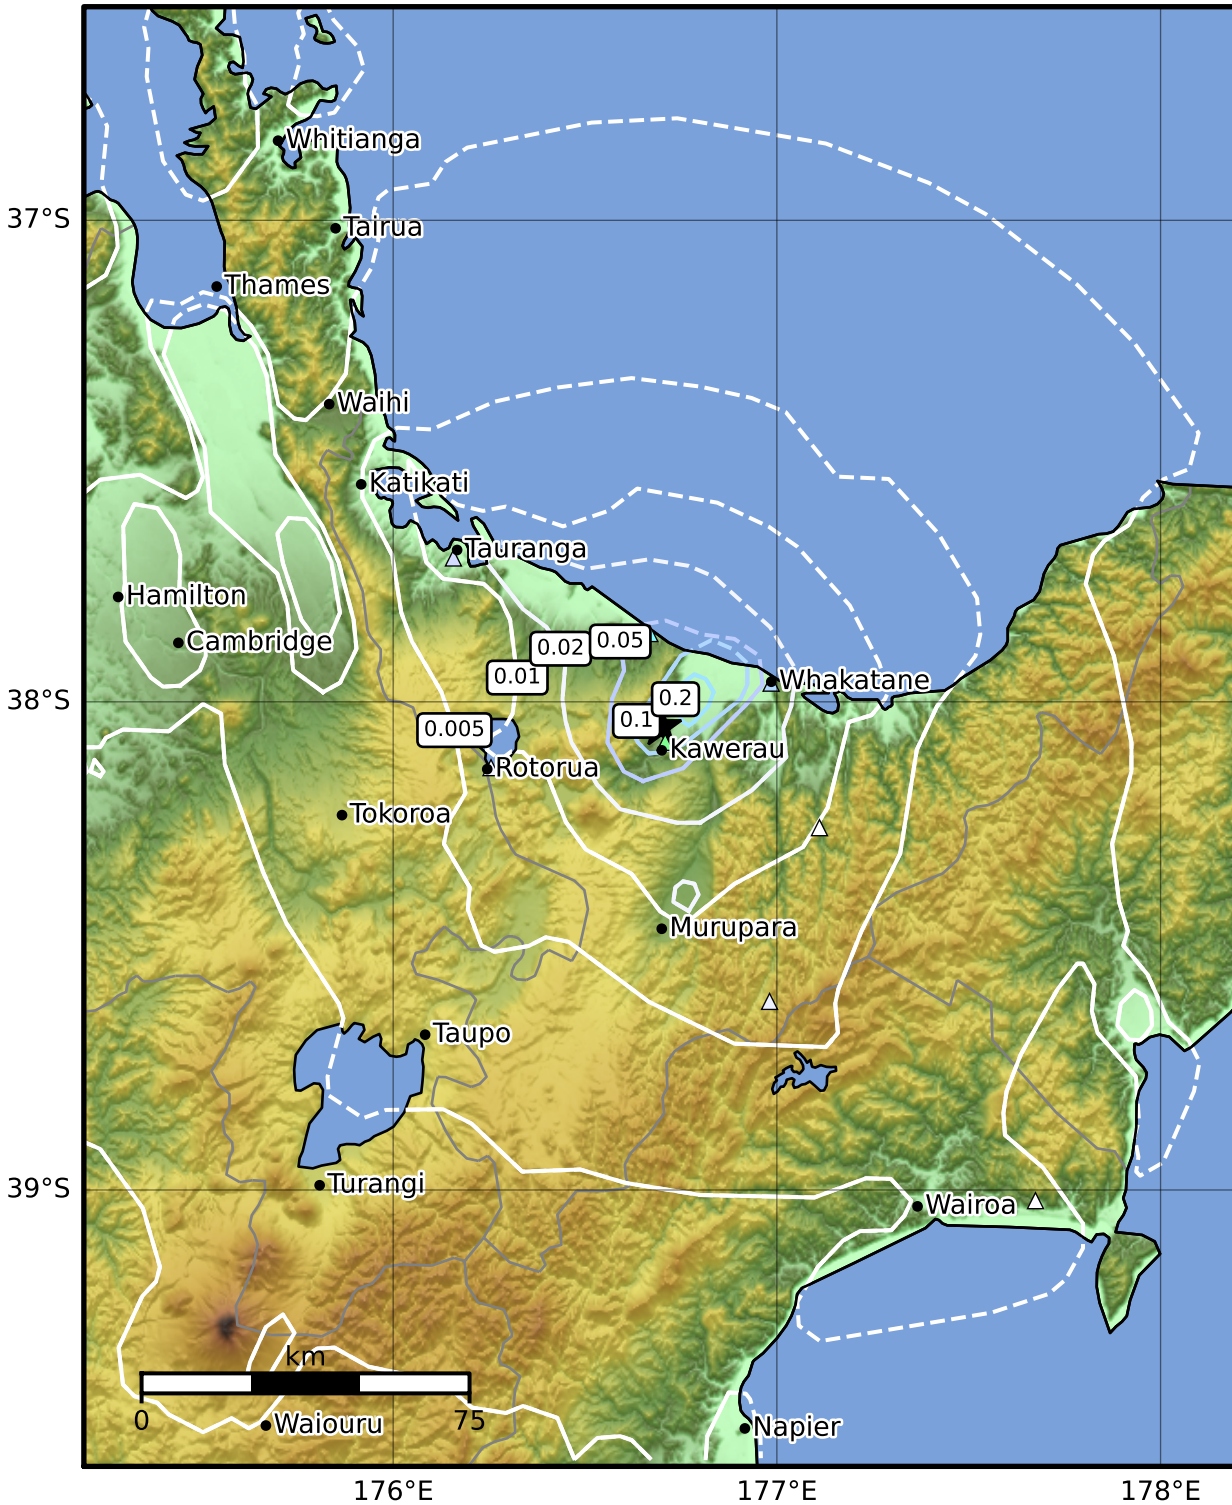 Whitianga
37°S
Tairua
Thames
Waihi
Katikati
Tauranga
Hamilton
Cambridge
0.05
0.02
0.01
Whakatane
38°S
0.2
0.1
0.005
Kawerau
Rotorua
Tokoroa
Murupara
Taupo
Turangi
39°S
Wairoa
km
0
75
Waiouru
Napier
176°E
177°E
178°E